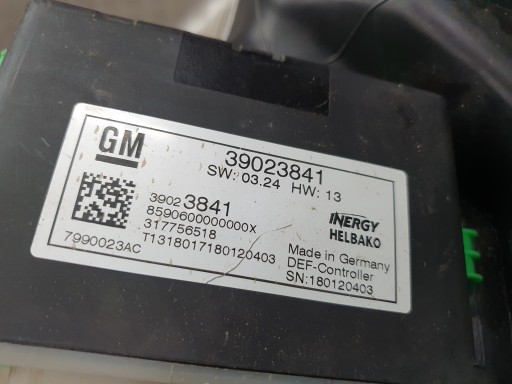 GM
39023841
SW: 03.24 HW: 13
39023841
8590600000000X
317756518
T1318017180120403
7990023AC
INERGY
HELBAKO
Made in Germany
DEF-Controller
SN:180120403